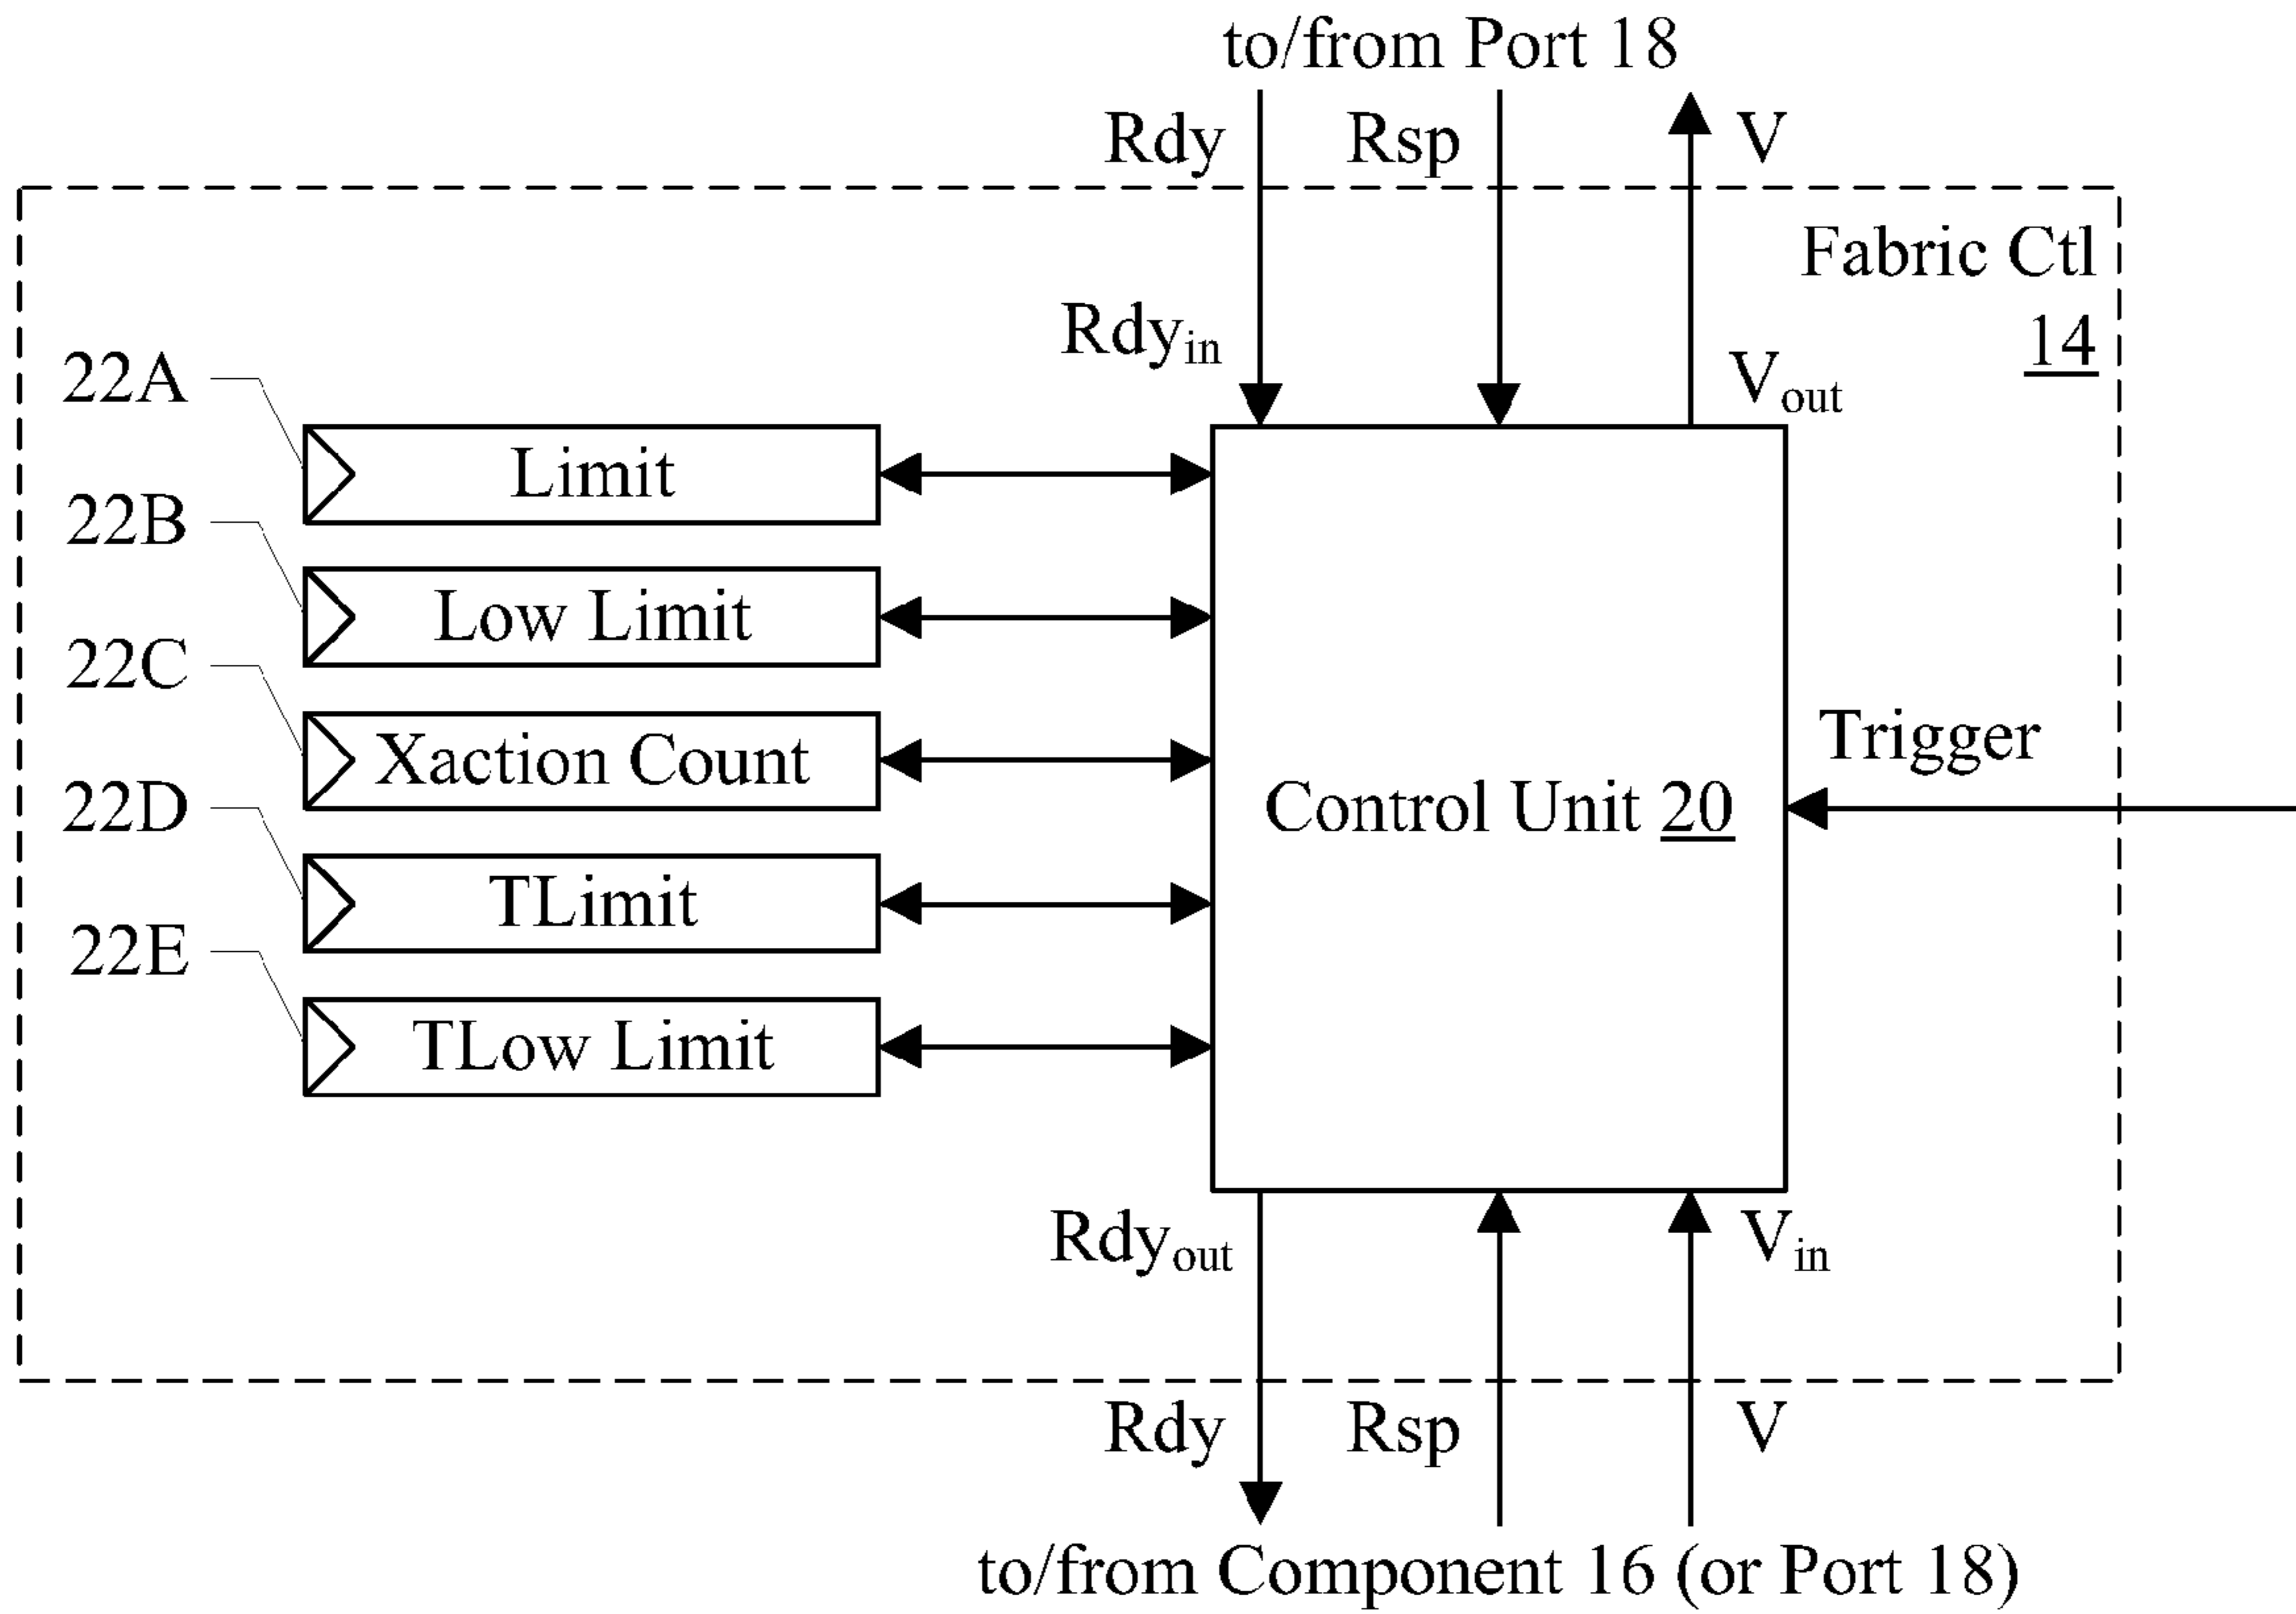 to/from Port 18
Rdy
Rsp
V
Fabric Ctl
14
Rdyin
Vout
22A
Limit
22B
Low Limit
22C
Xaction Count
Trigger
Control Unit 20
22D
TLimit
22E
TLow Limit
Rdyout
Vin
Rdy
Rsp
V
to/from Component 16 (or Port 18)